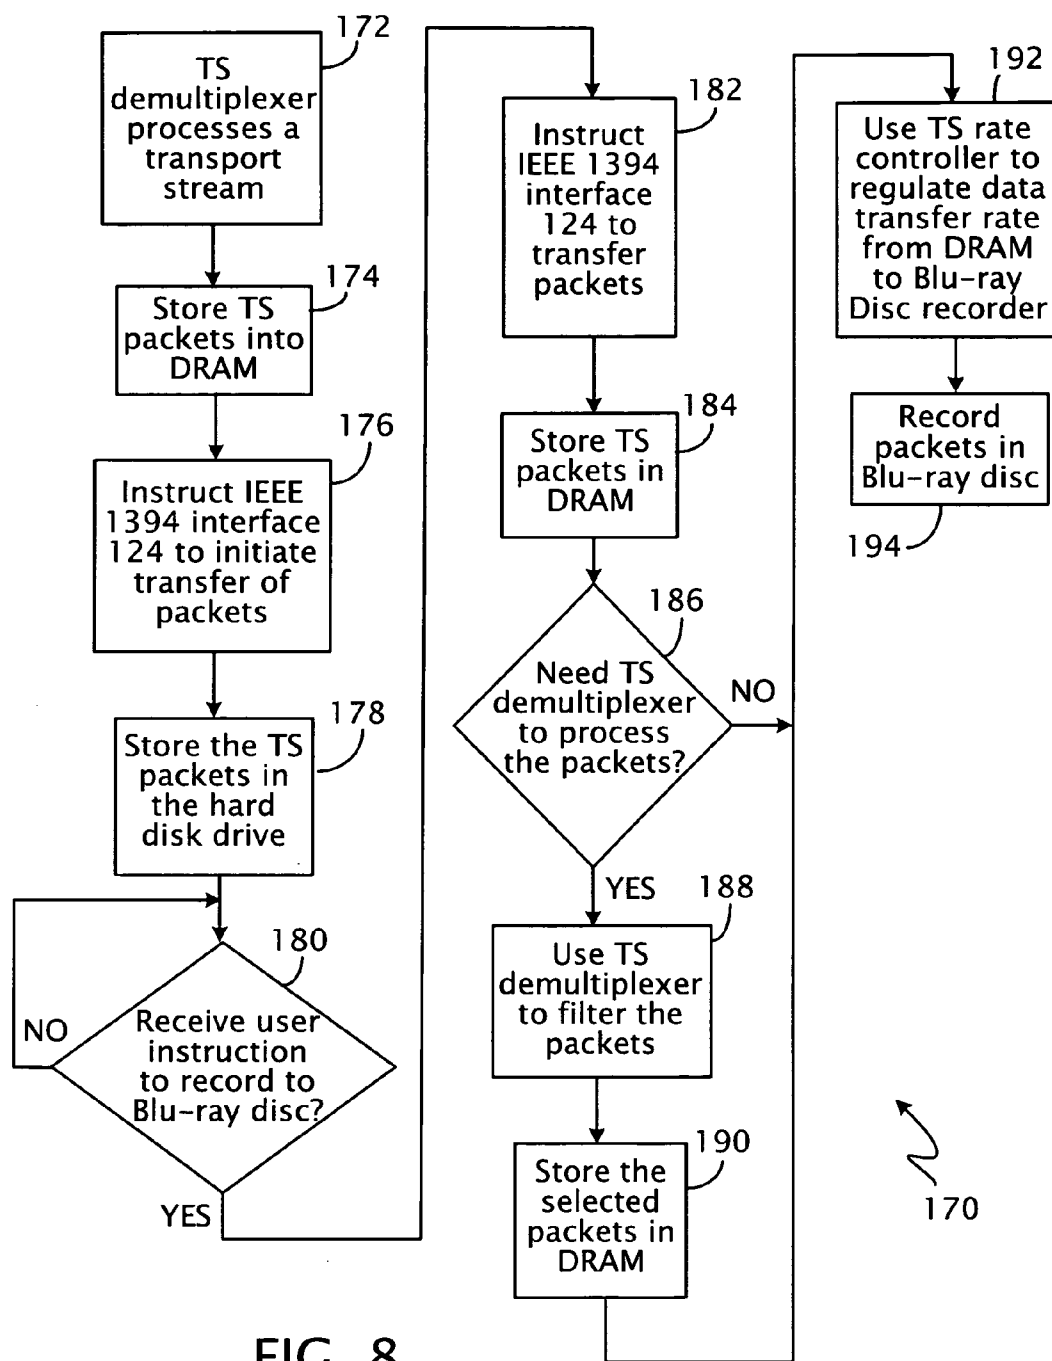 172
TS
demultiplexer
processes a
transport
stream
174
Store TS
packets into
DRAM
176
Instruct IEEE
1394 interface
124 to initiate
transfer of
packets
178
Store the TS
packets in
the hard
disk drive
180
NO
Receive user
instruction
to record to
Blu-ray disc?
YES
182
Instruct
IEEE 1394
interface
124 to
transfer
packets
184
Store TS
packets in
DRAM
186
Need TS
demultiplexer
to process
the packets?
NO
YES
188
Use TS
demultiplexer
to filter the
packets
190
Store the
selected
packets in
DRAM
192
Use TS rate
controller to
regulate data
transfer rate
from DRAM
to Blu-ray
Disc recorder
Record
packets in
Blu-ray disc
194
170
FIG. 8